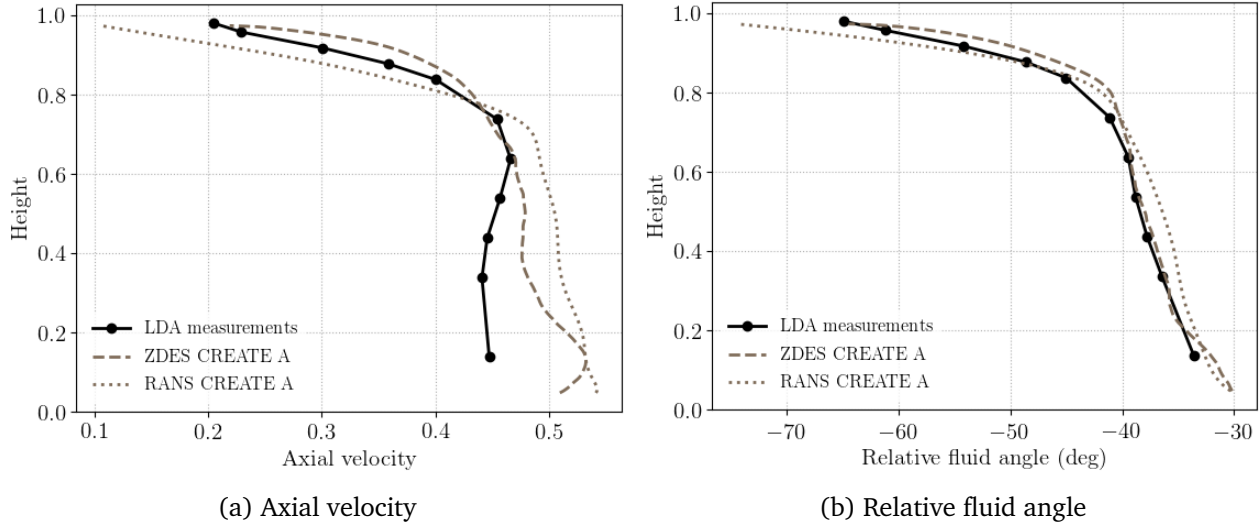 1.0
0.8
0.6
0.4
0.2
0.0
Height
0.1
0.2
0.3
0.4
0.5
Axial velocity
LDA measurements
ZDES CREATE A
RANS CREATE A
(a) Axial velocity
1.0
0.8
0.6
0.4
0.2
0.0
Height
−70
−60
−50
−40
−30
Relative fluid angle (deg)
LDA measurements
ZDES CREATE A
RANS CREATE A
(b) Relative fluid angle